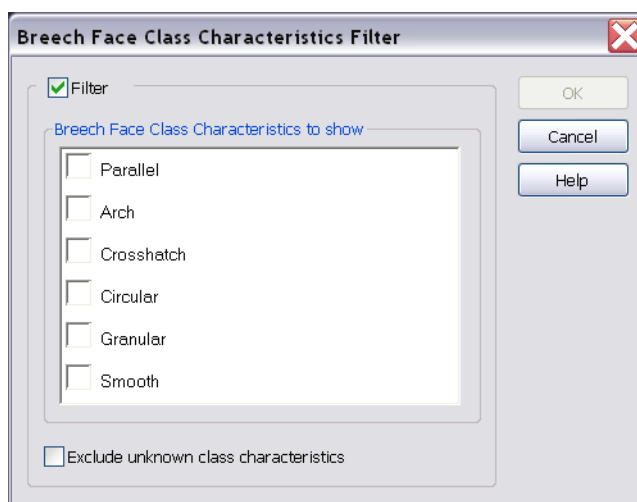 Breech Face Class Characteristics Filter
Filter
OK
Breech Face Class Characteristics to show
Cancel
Parallel
Help
Arch
Crosshatch
Circular
Granular
Smooth
Exclude unknown class characteristics